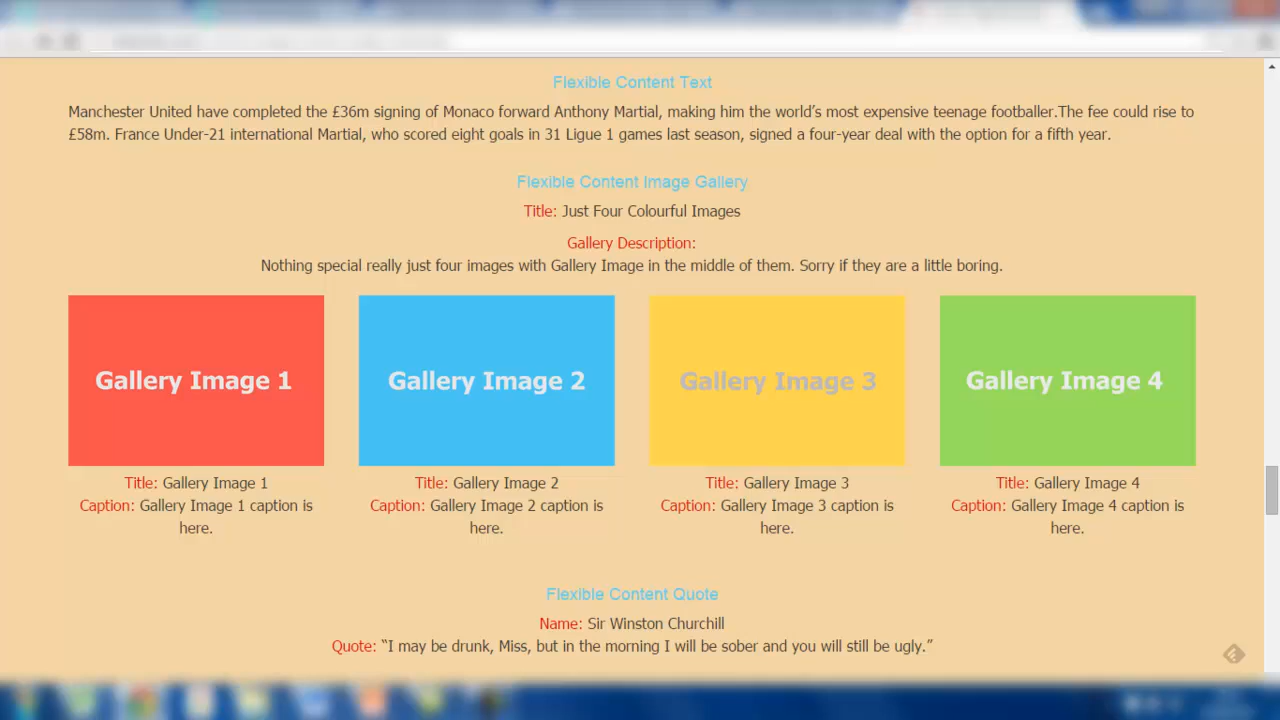 Flexible Content Text
Manchester United have completed the £36m signing of Monaco forward Anthony Martial, making him the world’s most expensive teenage footballer.The fee could rise to
£58m. France Under-21 international Martial, who scored eight goals in 31 Ligue 1 games last season, signed a four-year deal with the option for a fifth year.
Flexible Content Image Gallery
Title: Just Four Colourful Images
Gallery Description:
Nothing special really just four images with Gallery Image in the middle of them. Sorry if they are a little boring.
Gallery Image 1
Gallery Image 2
Gallery Image 3
Gallery Image 4
Title: Gallery Image 1
Caption: Gallery Image 1 caption is
here.
Title: Gallery Image 2
Caption: Gallery Image 2 caption is
here.
Title: Gallery Image 3
Caption: Gallery Image 3 caption is
here.
Title: Gallery Image 4
Caption: Gallery Image 4 caption is
here.
Flexible Content Quote
Name: Sir Winston Churchill
Quote: “I may be drunk, Miss, but in the morning I will be sober and you will still be ugly.”